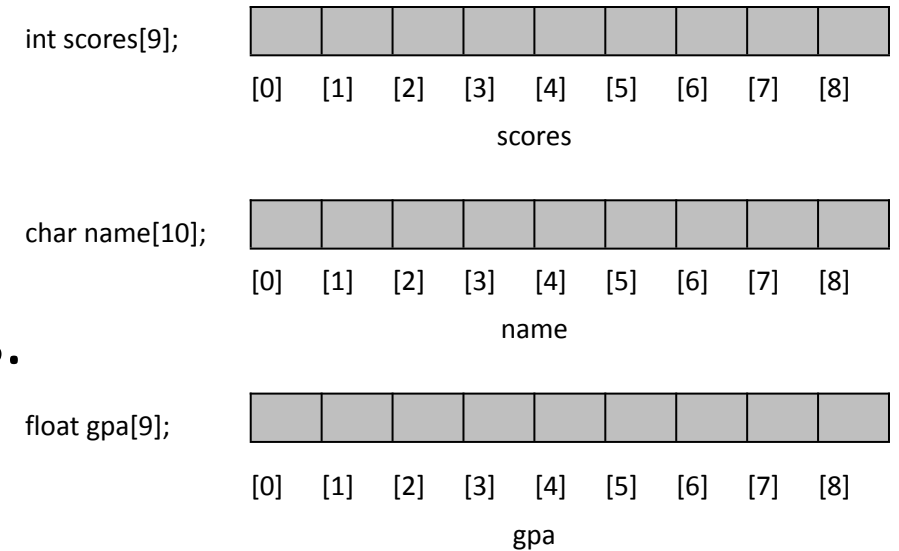 int scores[9];
[0] [1] [2] [3] [4] [5] [6] [7] [8]
scores
char name[10];
[0] [1] [2] [3] [4] [5] [6] [7] [8]
name
.
float gpa[9];
[0] [1] [2] [3] [4] [5] [6] [7] [8]
gpa